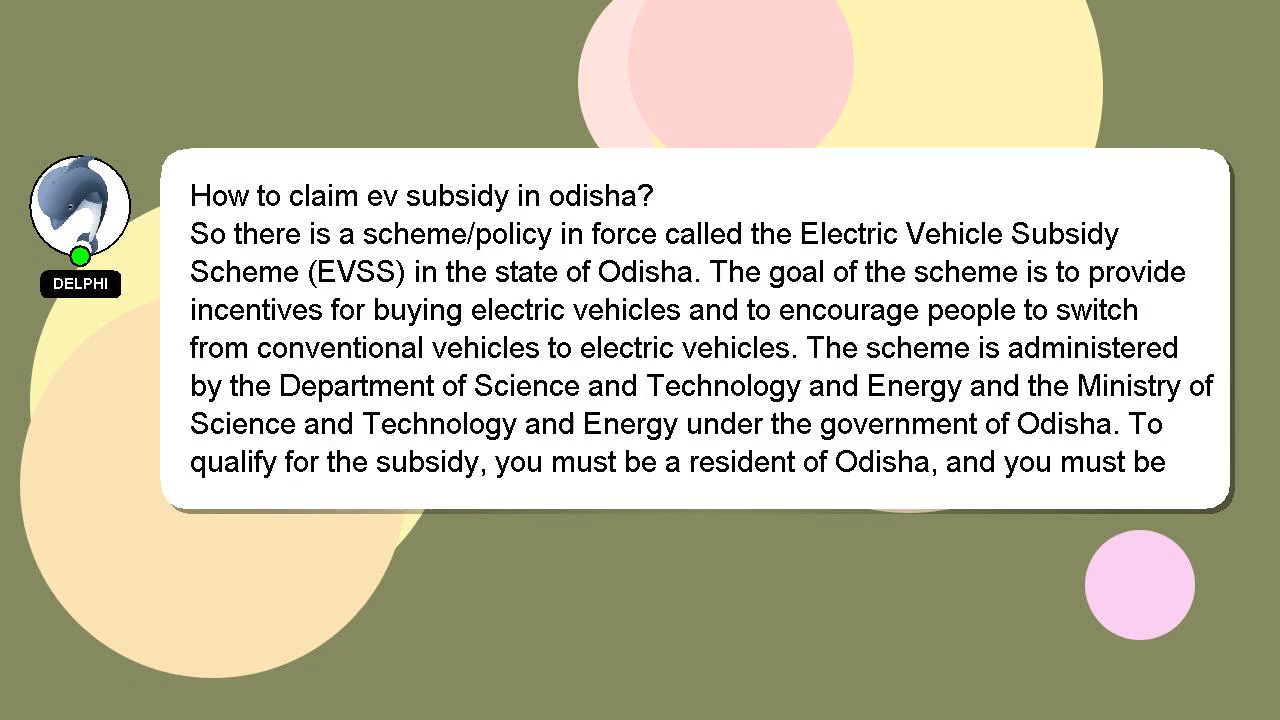 How to claim ev subsidy in odisha?
So there is a scheme/policy in force called the Electric Vehicle Subsidy
Scheme (EVSS) in the state of Odisha. The goal of the scheme is to provide
incentives for buying electric vehicles and to encourage people to switch
from conventional vehicles to electric vehicles. The scheme is administered
by the Department of Science and Technology and Energy and the Ministry of
Science and Technology and Energy under the government of Odisha. To
qualify for the subsidy, you must be a resident of Odisha, and you must be
DELPHI